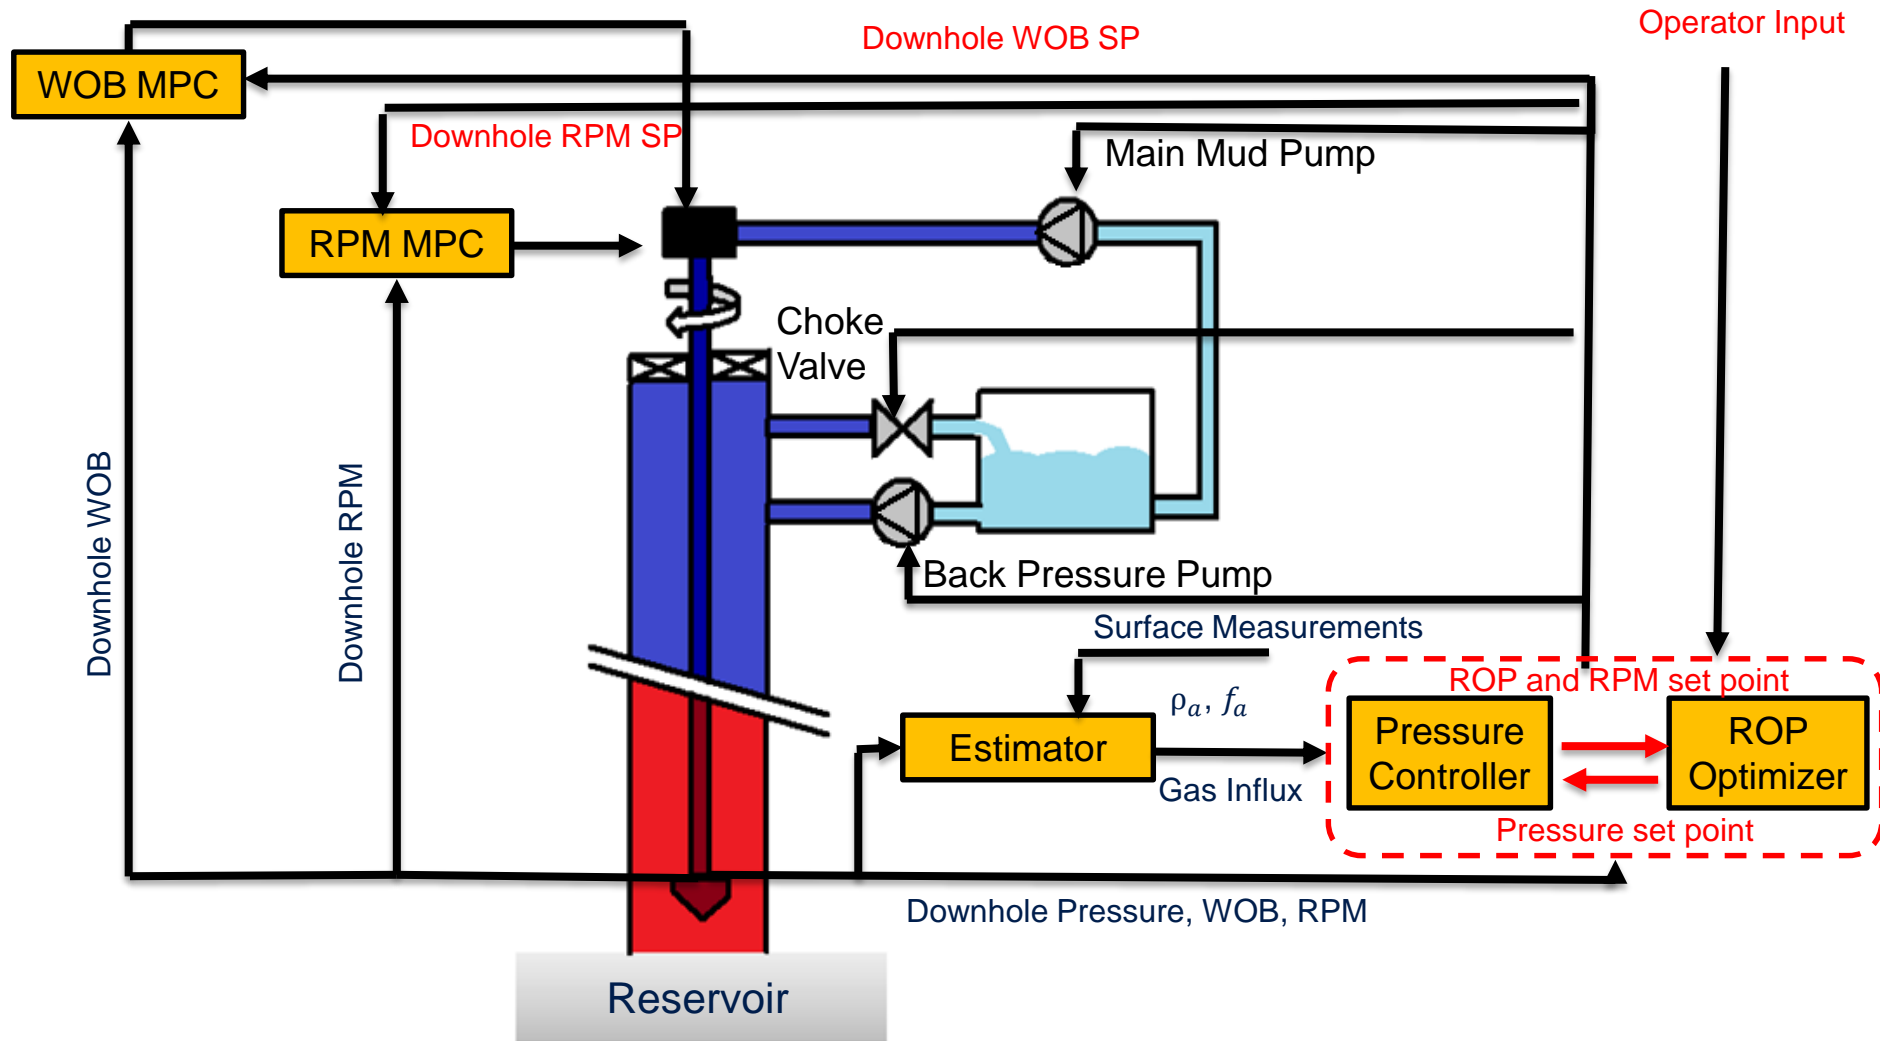 Operator Input
Downhole WOB SP
WOB MPC
Downhole RPM SP
Main Mud Pump
RPM MPC
Choke
Valve
Downhole WOB
Downhole RPM
Back Pressure Pump
Surface Measurements
ROP and RPM set point
ρₐ, fₐ
Estimator
Pressure
Controller
ROP
Optimizer
Gas Influx
Pressure set point
Downhole Pressure, WOB, RPM
Reservoir